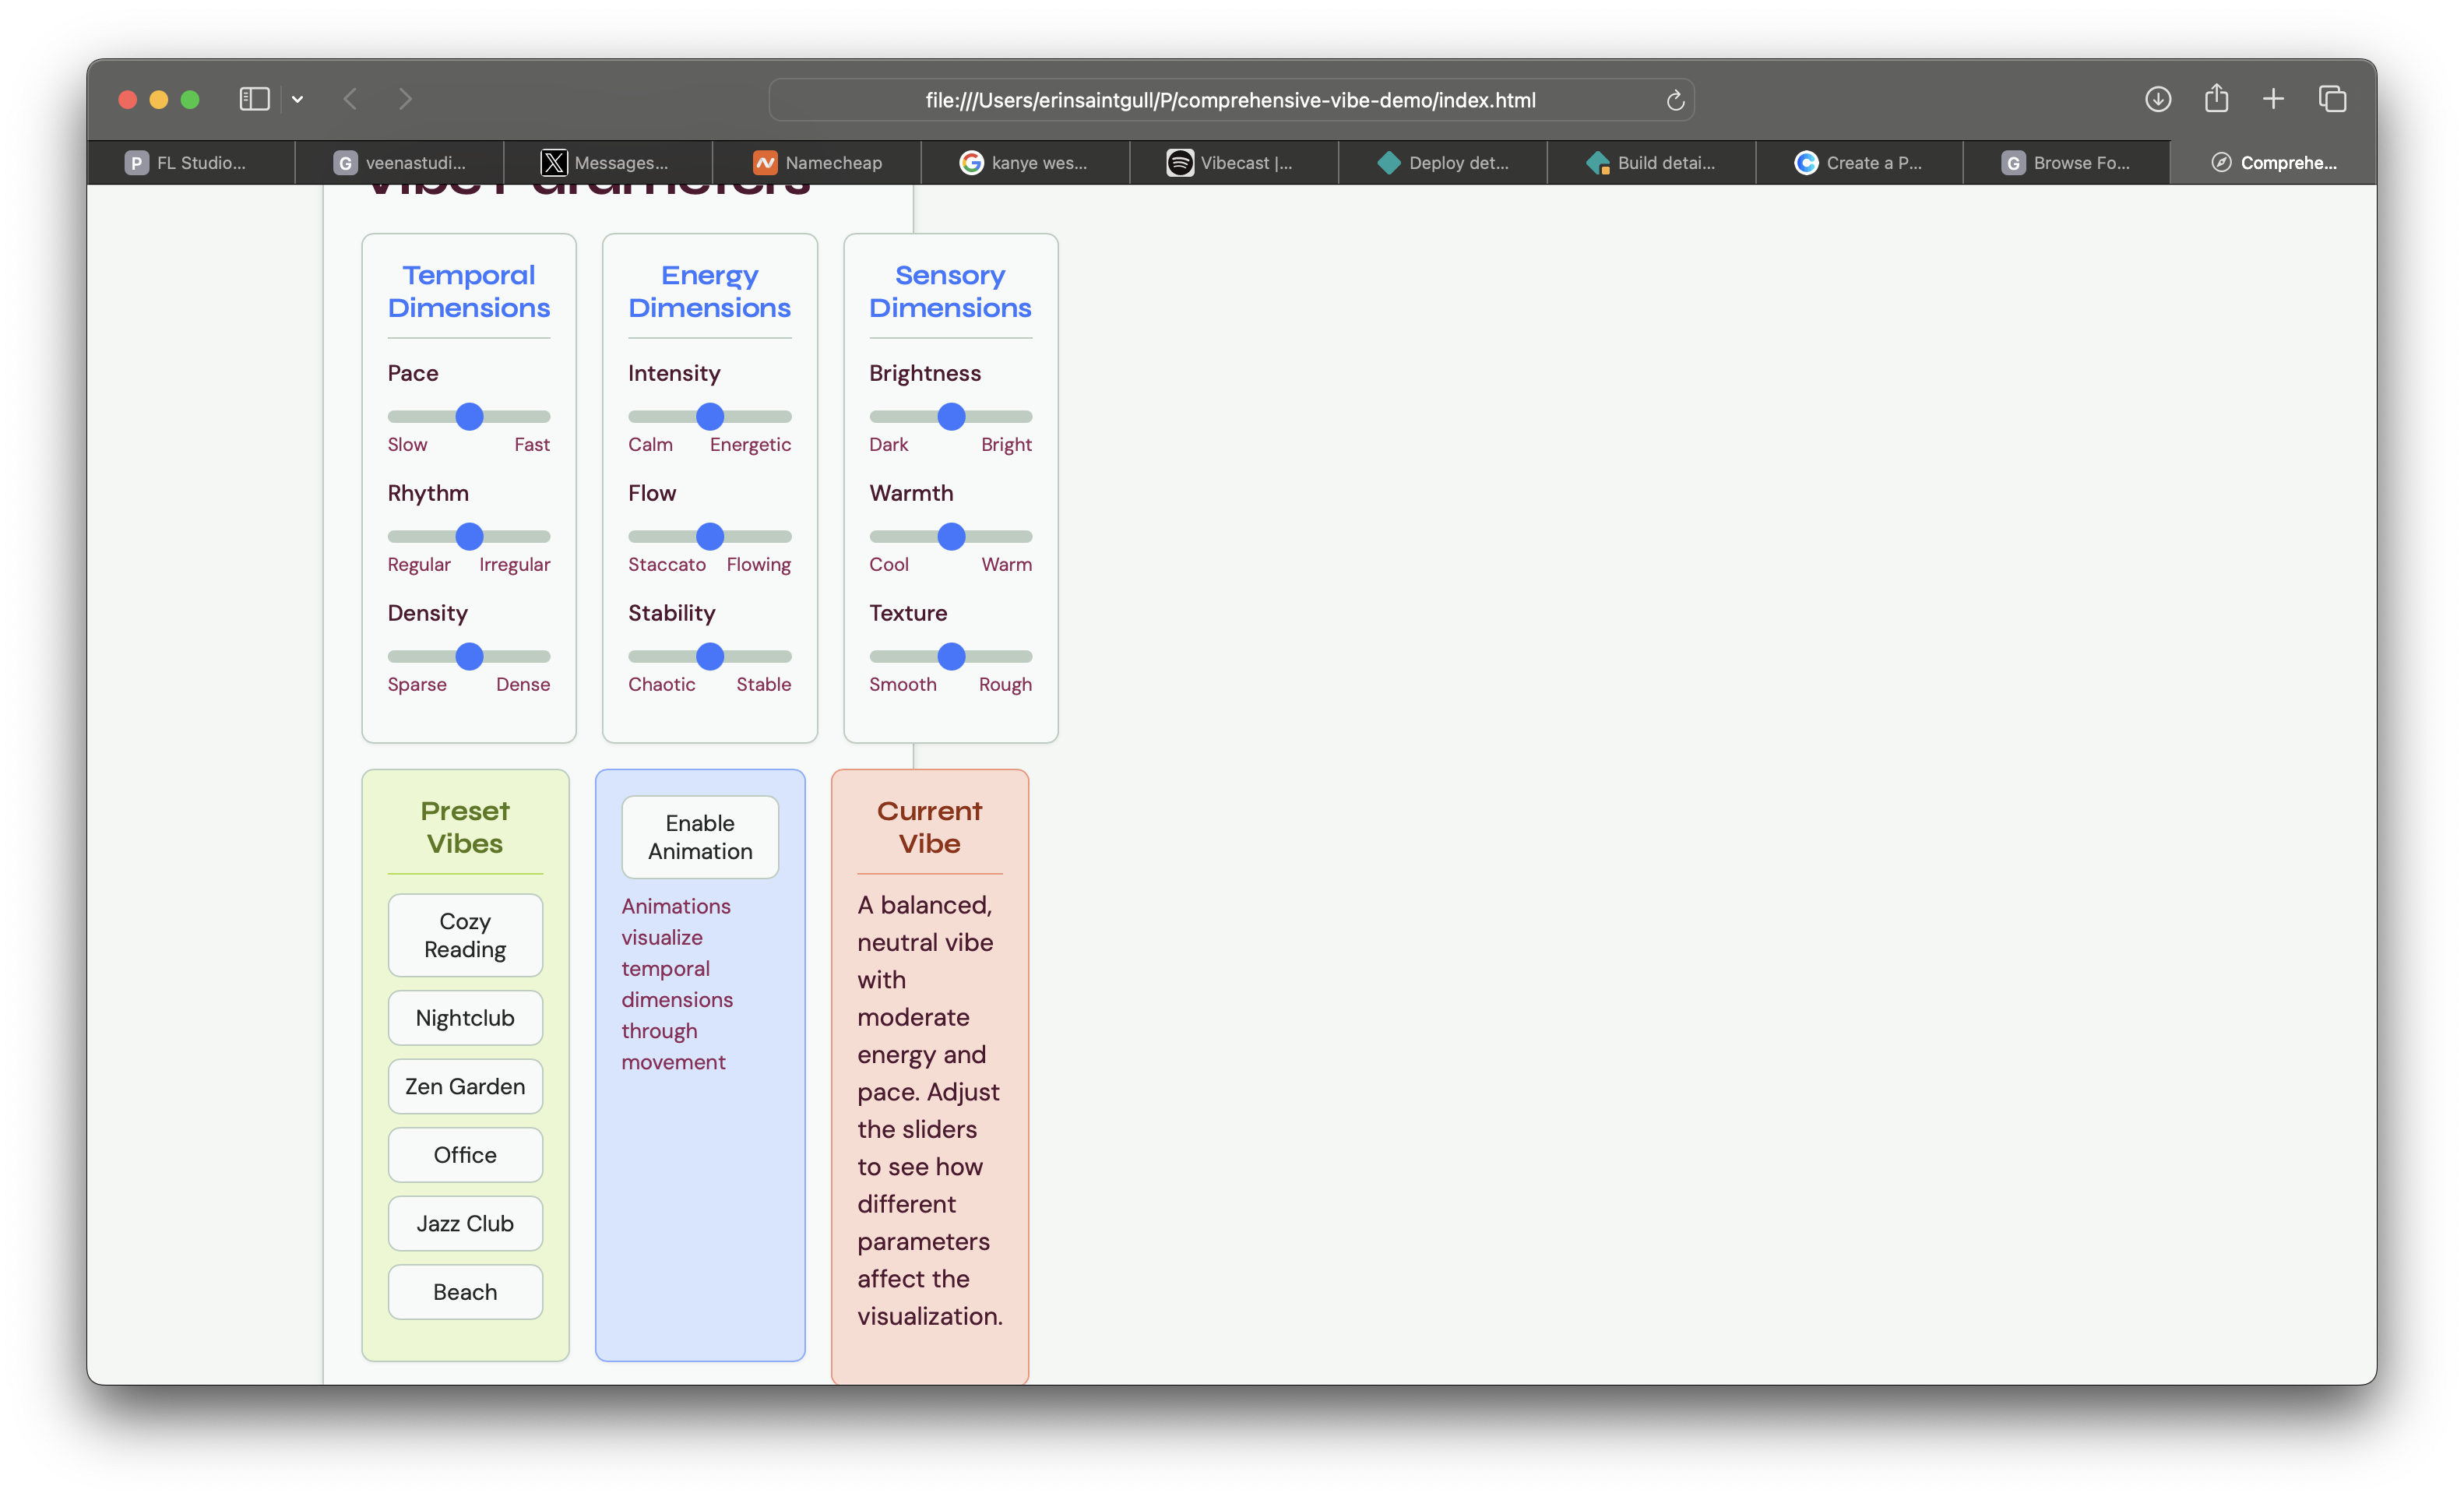 file:///Users/erinsaintgull/P/comprehensive-vibe-demo/index.html
P FL Studio...
G veenastudi...
Messages...
Namecheap
kanye wes...
Vibecast |...
Deploy det...
Build detai...
Create a P...
G Browse Fo...
Comprehe...
Vibe Parameters
Temporal
Dimensions
Pace
Slow Fast
Rhythm
Regular Irregular
Density
Sparse Dense
Energy
Dimensions
Intensity
Calm Energetic
Flow
Staccato Flowing
Stability
Chaotic Stable
Sensory
Dimensions
Brightness
Dark Bright
Warmth
Cool Warm
Texture
Smooth Rough
Preset
Vibes
Cozy
Reading
Nightclub
Zen Garden
Office
Jazz Club
Beach
Enable
Animation
Animations
visualize
temporal
dimensions
through
movement
Current
Vibe
A balanced,
neutral vibe
with
moderate
energy and
pace. Adjust
the sliders
to see how
different
parameters
affect the
visualization.